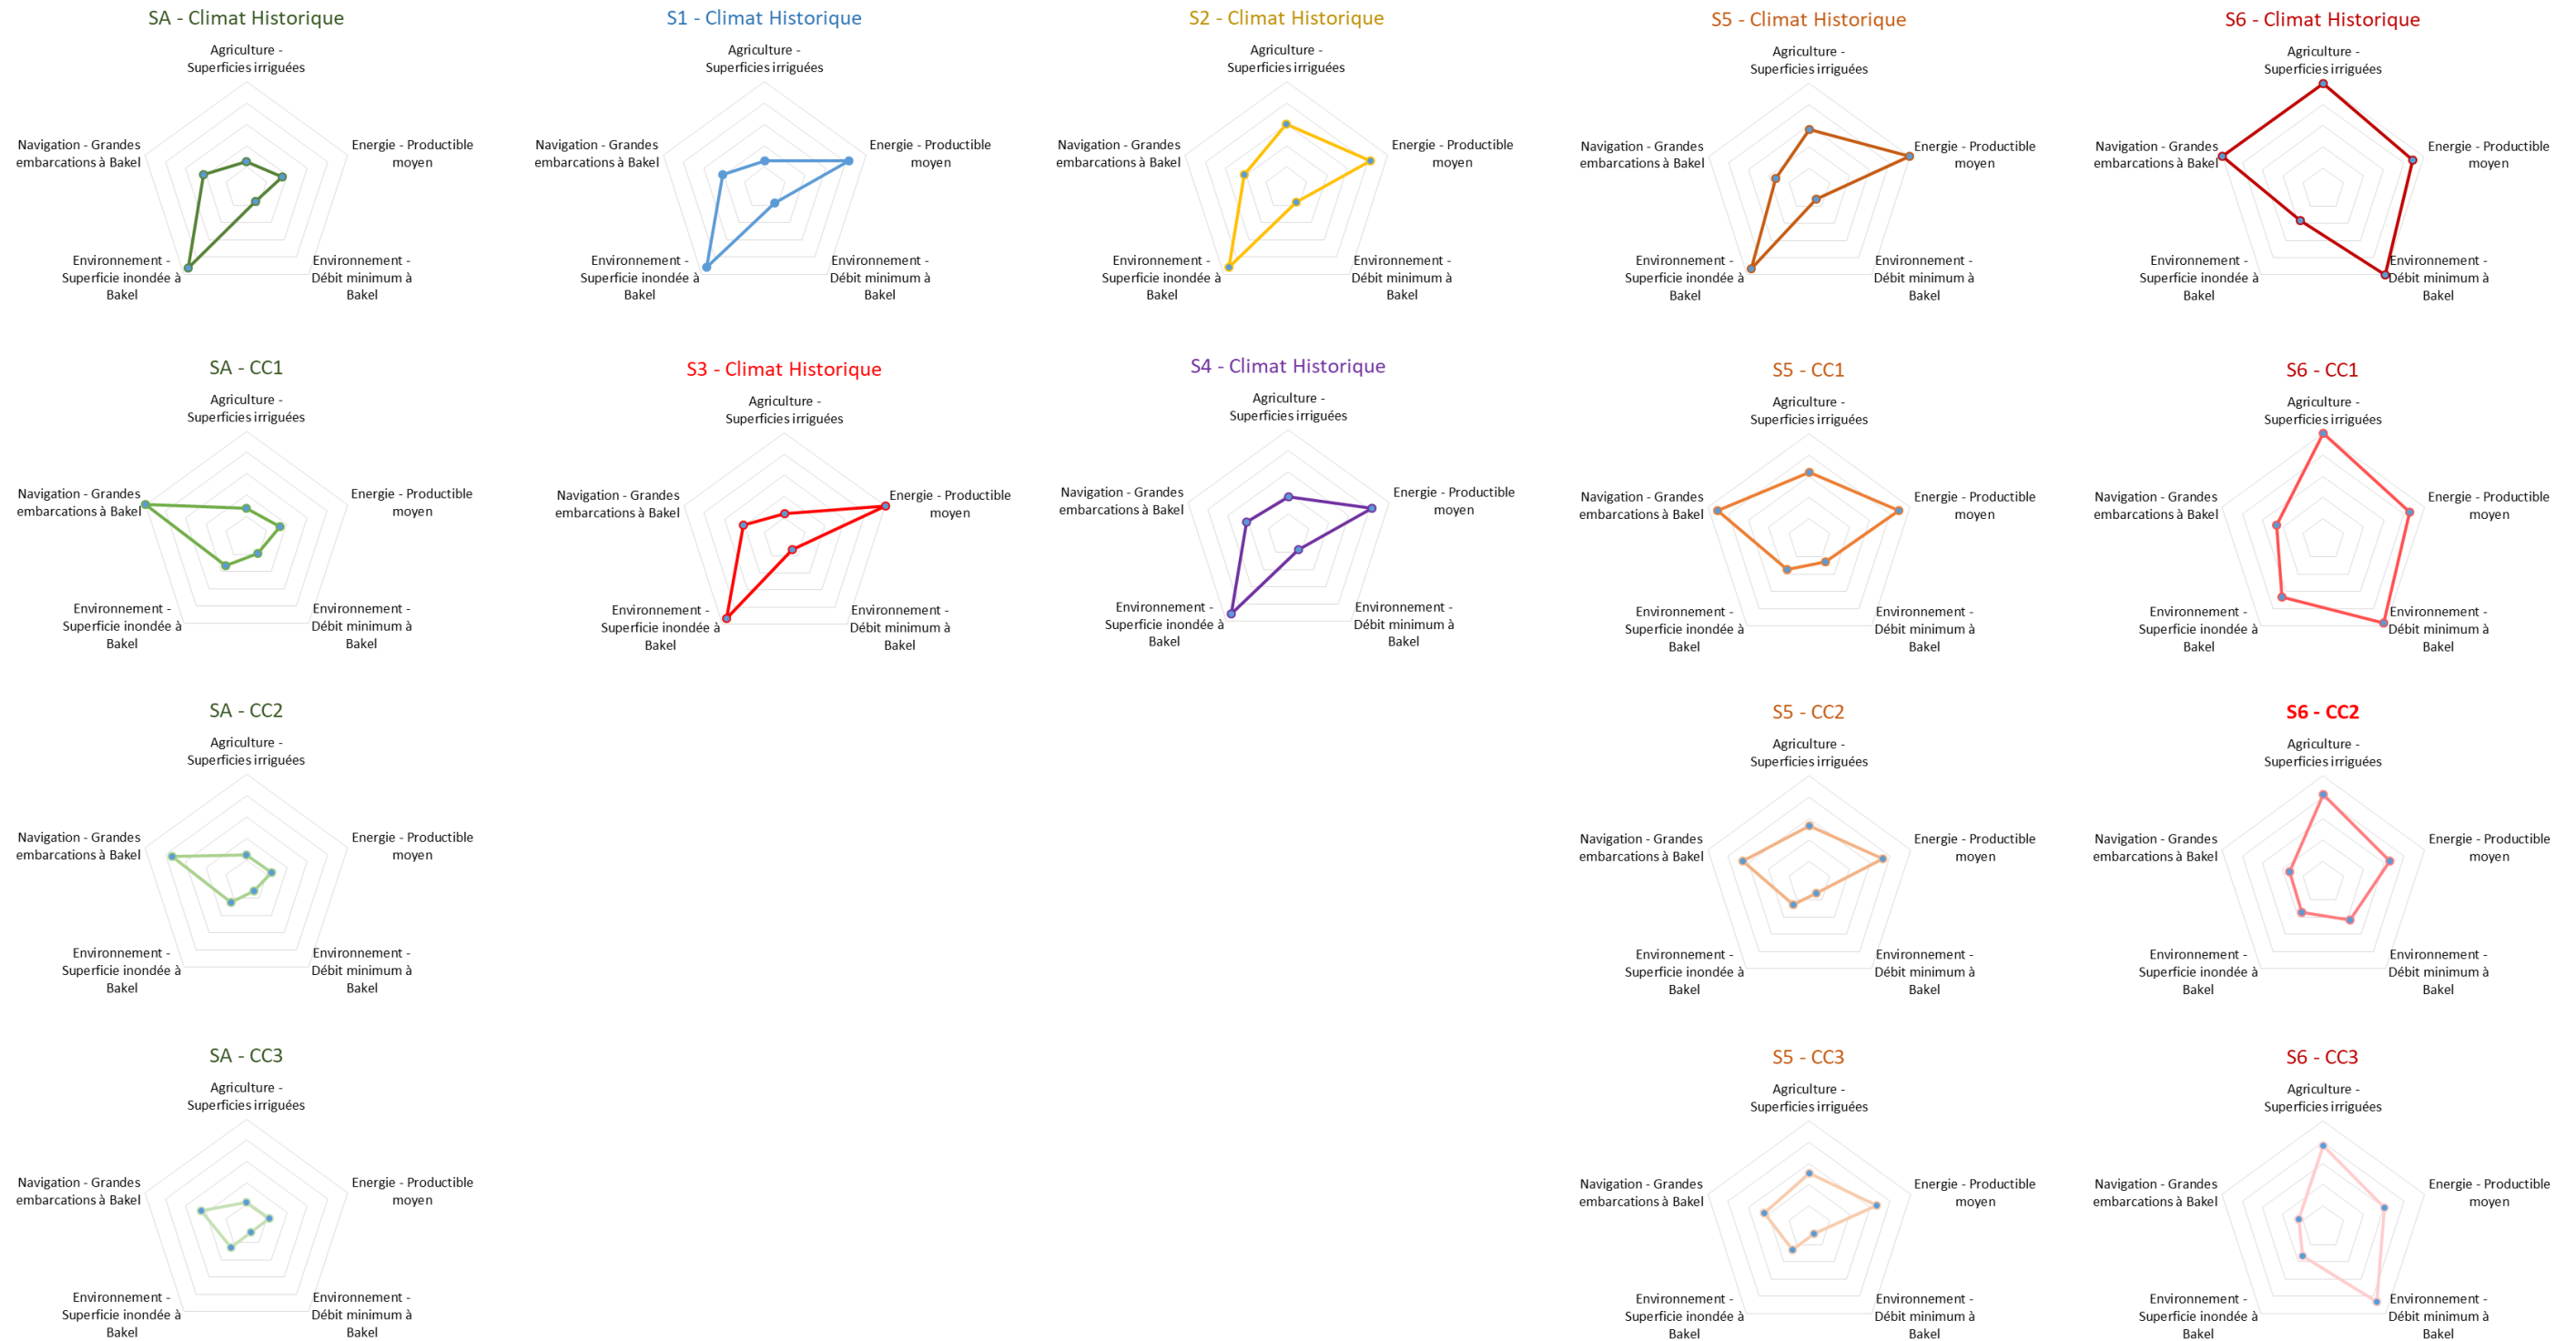 SA - Climat Historique
Agriculture -
Superficies irriguées
Energie - Productible
moyen
Environnement -
Débit minimum à
Bakel
Environnement -
Superficie inondée à
Bakel
Navigation - Grandes
embarcations à Bakel
S1 - Climat Historique
Agriculture -
Superficies irriguées
Energie - Productible
moyen
Environnement -
Débit minimum à
Bakel
Environnement -
Superficie inondée à
Bakel
Navigation - Grandes
embarcations à Bakel
S2 - Climat Historique
Agriculture -
Superficies irriguées
Energie - Productible
moyen
Environnement -
Débit minimum à
Bakel
Environnement -
Superficie inondée à
Bakel
Navigation - Grandes
embarcations à Bakel
S5 - Climat Historique
Agriculture -
Superficies irriguées
Energie - Productible
moyen
Environnement -
Débit minimum à
Bakel
Environnement -
Superficie inondée à
Bakel
Navigation - Grandes
embarcations à Bakel
S6 - Climat Historique
Agriculture -
Superficies irriguées
Energie - Productible
moyen
Environnement -
Débit minimum à
Bakel
Environnement -
Superficie inondée à
Bakel
Navigation - Grandes
embarcations à Bakel
SA - CC1
Agriculture -
Superficies irriguées
Energie - Productible
moyen
Environnement -
Débit minimum à
Bakel
Environnement -
Superficie inondée à
Bakel
Navigation - Grandes
embarcations à Bakel
S3 - Climat Historique
Agriculture -
Superficies irriguées
Energie - Productible
moyen
Environnement -
Débit minimum à
Bakel
Environnement -
Superficie inondée à
Bakel
Navigation - Grandes
embarcations à Bakel
S4 - Climat Historique
Agriculture -
Superficies irriguées
Energie - Productible
moyen
Environnement -
Débit minimum à
Bakel
Environnement -
Superficie inondée à
Bakel
Navigation - Grandes
embarcations à Bakel
S5 - CC1
Agriculture -
Superficies irriguées
Energie - Productible
moyen
Environnement -
Débit minimum à
Bakel
Environnement -
Superficie inondée à
Bakel
Navigation - Grandes
embarcations à Bakel
S6 - CC1
Agriculture -
Superficies irriguées
Energie - Productible
moyen
Environnement -
Débit minimum à
Bakel
Environnement -
Superficie inondée à
Bakel
Navigation - Grandes
embarcations à Bakel
SA - CC2
Agriculture -
Superficies irriguées
Energie - Productible
moyen
Environnement -
Débit minimum à
Bakel
Environnement -
Superficie inondée à
Bakel
Navigation - Grandes
embarcations à Bakel
S5 - CC2
Agriculture -
Superficies irriguées
Energie - Productible
moyen
Environnement -
Débit minimum à
Bakel
Environnement -
Superficie inondée à
Bakel
Navigation - Grandes
embarcations à Bakel
S6 - CC2
Agriculture -
Superficies irriguées
Energie - Productible
moyen
Environnement -
Débit minimum à
Bakel
Environnement -
Superficie inondée à
Bakel
Navigation - Grandes
embarcations à Bakel
SA - CC3
Agriculture -
Superficies irriguées
Energie - Productible
moyen
Environnement -
Débit minimum à
Bakel
Environnement -
Superficie inondée à
Bakel
Navigation - Grandes
embarcations à Bakel
S5 - CC3
Agriculture -
Superficies irriguées
Energie - Productible
moyen
Environnement -
Débit minimum à
Bakel
Environnement -
Superficie inondée à
Bakel
Navigation - Grandes
embarcations à Bakel
S6 - CC3
Agriculture -
Superficies irriguées
Energie - Productible
moyen
Environnement -
Débit minimum à
Bakel
Environnement -
Superficie inondée à
Bakel
Navigation - Grandes
embarcations à Bakel